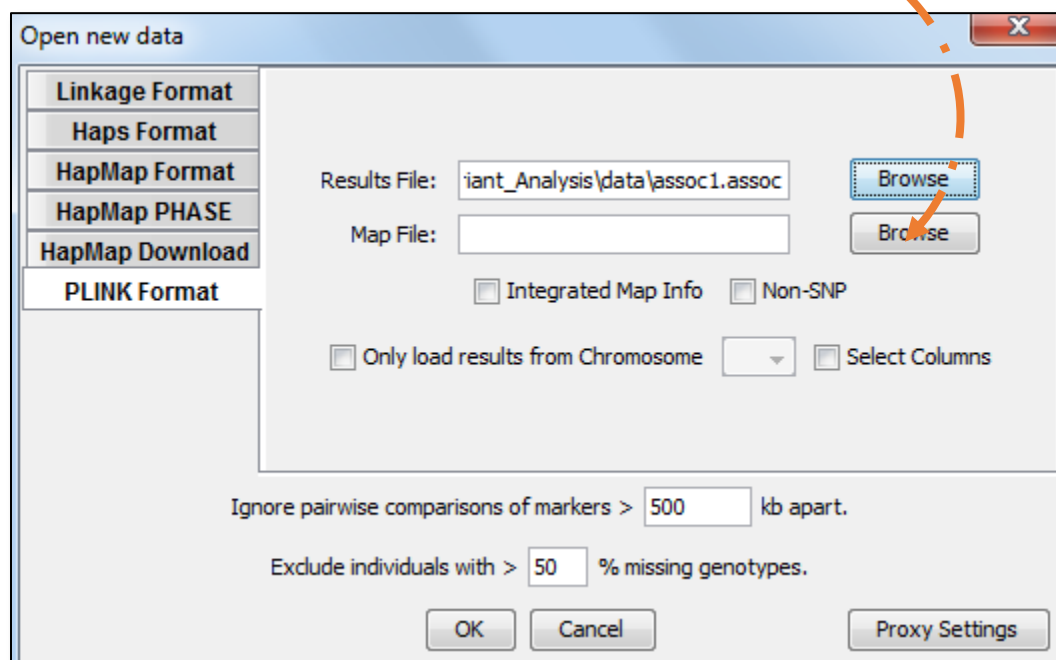 Open new data
X
Linkage Format
Haps Format
HapMap Format
HapMap PHASE
HapMap Download
PLINK Format
Results File: iant_Analysis\data\assoc1.assoc Browse
Map File: Browse
Integrated Map Info Non-SNP
Only load results from Chromosome Select Columns
Ignore pairwise comparisons of markers > 500 kb apart.
Exclude individuals with > 50 % missing genotypes.
OK Cancel Proxy Settings